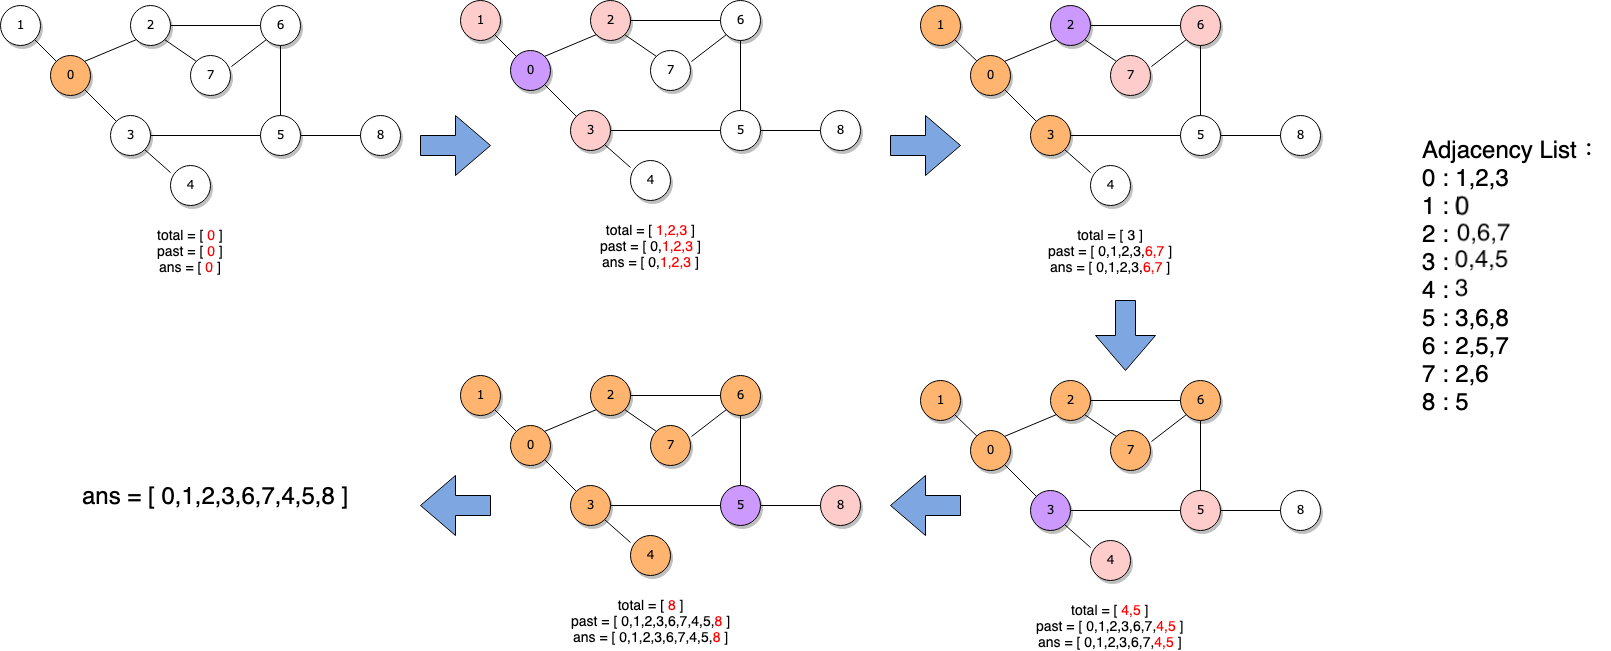 1
2
6
0
7
3
5
8
4
total = [ 0 ]
past = [ 0 ]
ans = [ 0 ]
1
2
6
0
7
3
5
8
4
total = [ 1,2,3 ]
past = [ 0,1,2,3 ]
ans = [ 0,1,2,3 ]
1
2
6
0
7
3
5
8
4
total = [ 3 ]
past = [ 0,1,2,3,6,7 ]
ans = [ 0,1,2,3,6,7 ]
Adjacency List：
0 : 1,2,3
1 : 0
2 : 0,6,7
3 : 0,4,5
4 : 3
5 : 3,6,8
6 : 2,5,7
7 : 2,6
8 : 5
1
2
6
0
7
3
5
8
4
total = [ 4,5 ]
past = [ 0,1,2,3,6,7,4,5 ]
ans = [ 0,1,2,3,6,7,4,5 ]
1
2
6
0
7
3
5
8
4
total = [ 8 ]
past = [ 0,1,2,3,6,7,4,5,8 ]
ans = [ 0,1,2,3,6,7,4,5,8 ]
ans = [ 0,1,2,3,6,7,4,5,8 ]